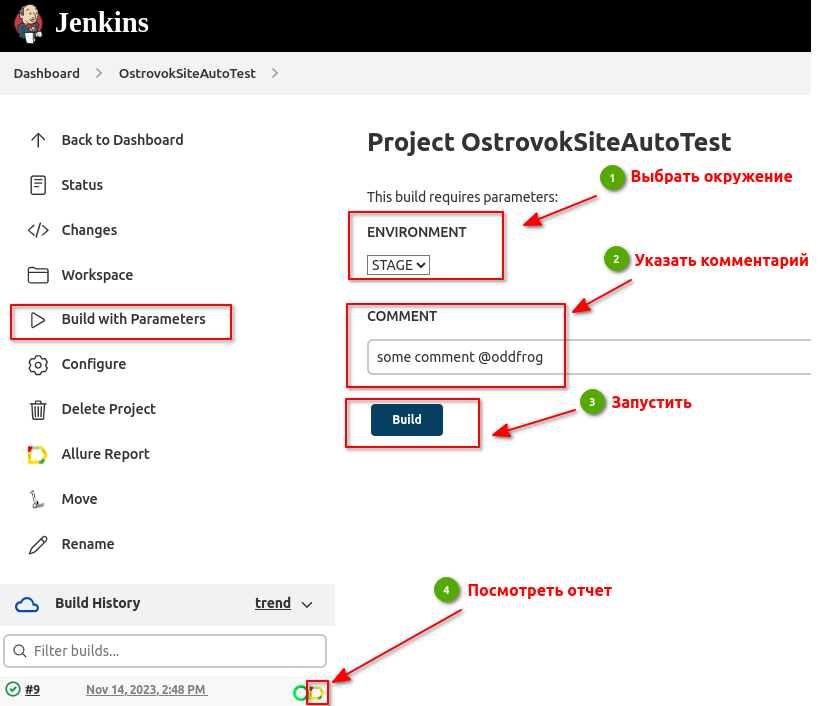 Jenkins
Dashboard
OstrovokSiteAutoTest
Back to Dashboard
Status
Changes
Workspace
Build with Parameters
Configure
Delete Project
Allure Report
Move
Rename
Build History
trend
Filter builds...
#9
Nov 14, 2023, 2:48 PM
Project OstrovokSiteAutoTest
This build requires parameters:
1 Выбрать окружение
ENVIRONMENT
STAGE
2 Указать комментарий
COMMENT
some comment @oddfrog
3 Запустить
Build
4 Посмотреть отчет